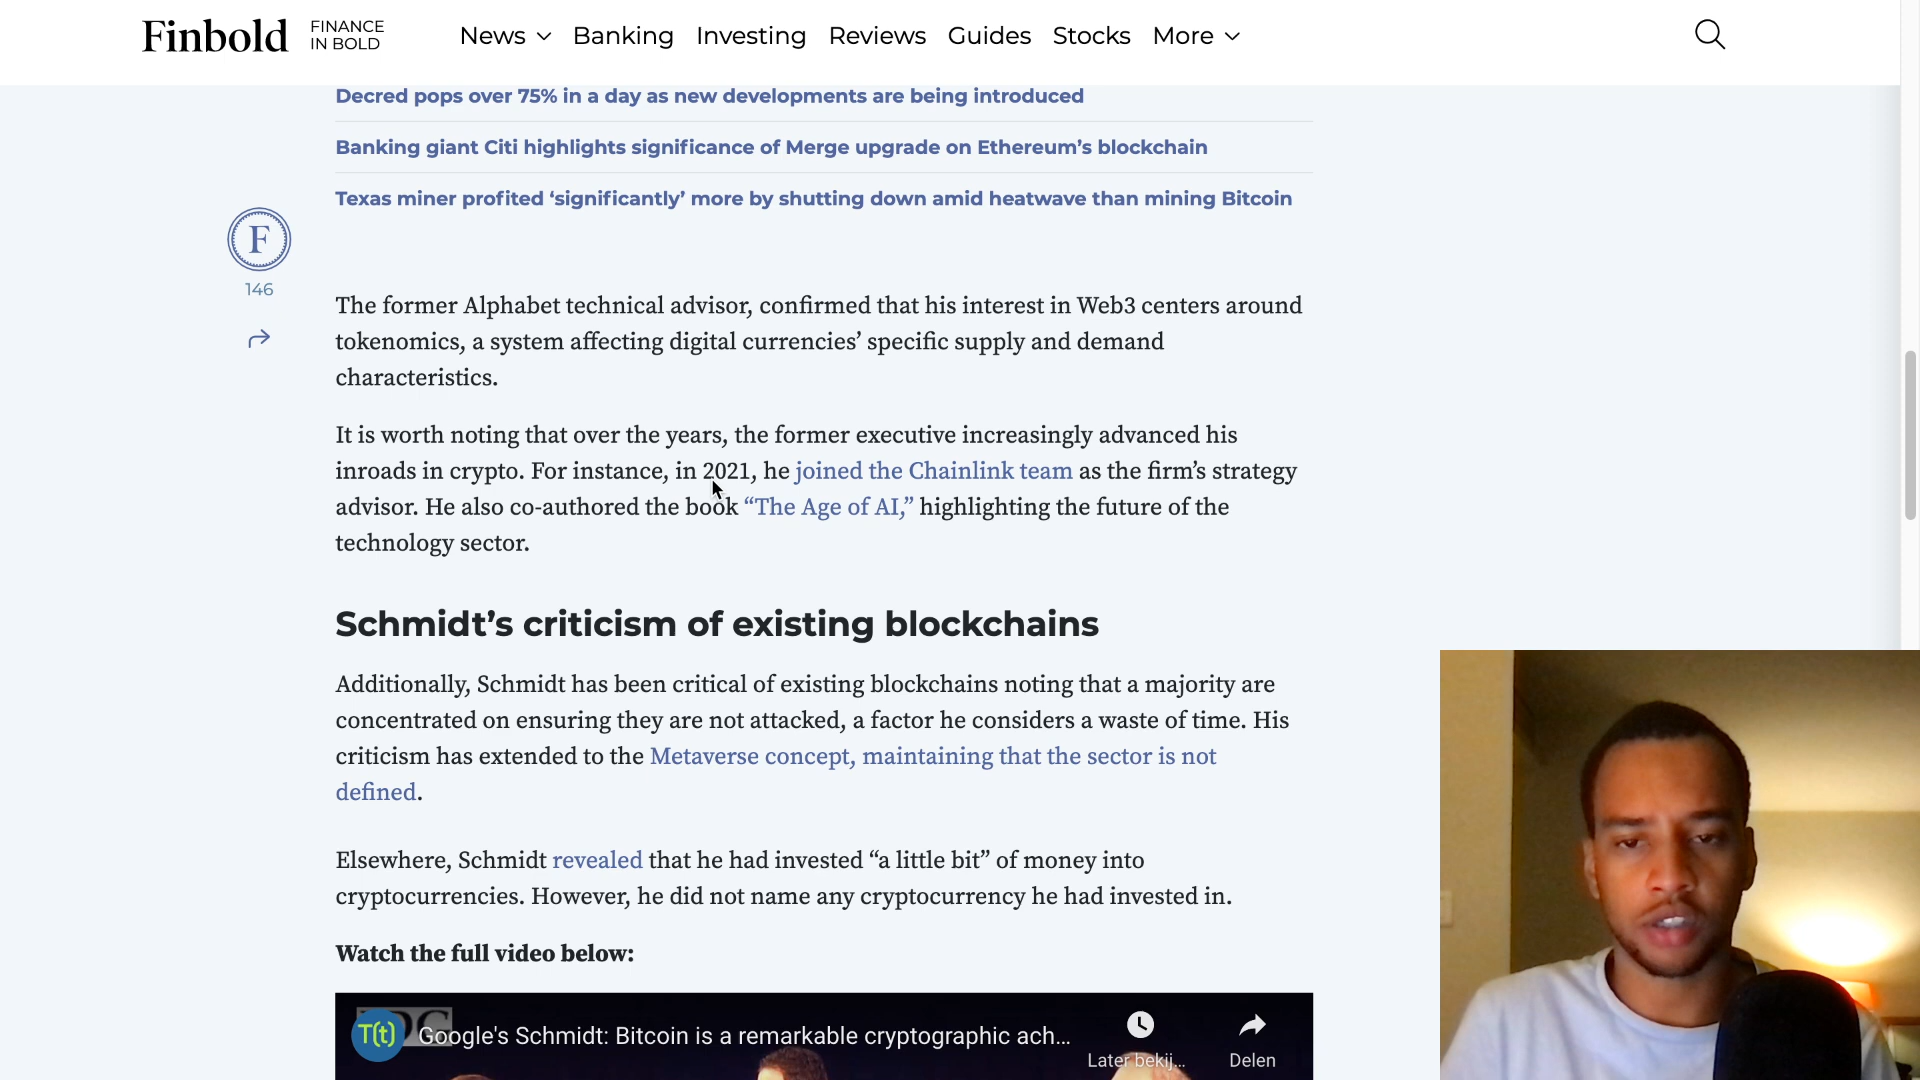 Finbold FINANCE
IN BOLD
News Banking Investing Reviews Guides Stocks More
Decred pops over 75% in a day as new developments are being introduced
Banking giant Citi highlights significance of Merge upgrade on Ethereum’s blockchain
Texas miner profited ‘significantly’ more by shutting down amid heatwave than mining Bitcoin
F
146
The former Alphabet technical advisor, confirmed that his interest in Web3 centers around
tokenomics, a system affecting digital currencies’ specific supply and demand
characteristics.
It is worth noting that over the years, the former executive increasingly advanced his
inroads in crypto. For instance, in 2021, he joined the Chainlink team as the firm’s strategy
advisor. He also co-authored the book “The Age of AI,” highlighting the future of the
technology sector.
Schmidt’s criticism of existing blockchains
Additionally, Schmidt has been critical of existing blockchains noting that a majority are
concentrated on ensuring they are not attacked, a factor he considers a waste of time. His
criticism has extended to the Metaverse concept, maintaining that the sector is not
defined.
Elsewhere, Schmidt revealed that he had invested “a little bit” of money into
cryptocurrencies. However, he did not name any cryptocurrency he had invested in.
Watch the full video below:
T(t) Google's Schmidt: Bitcoin is a remarkable cryptographic ach...
Later bekij... Delen